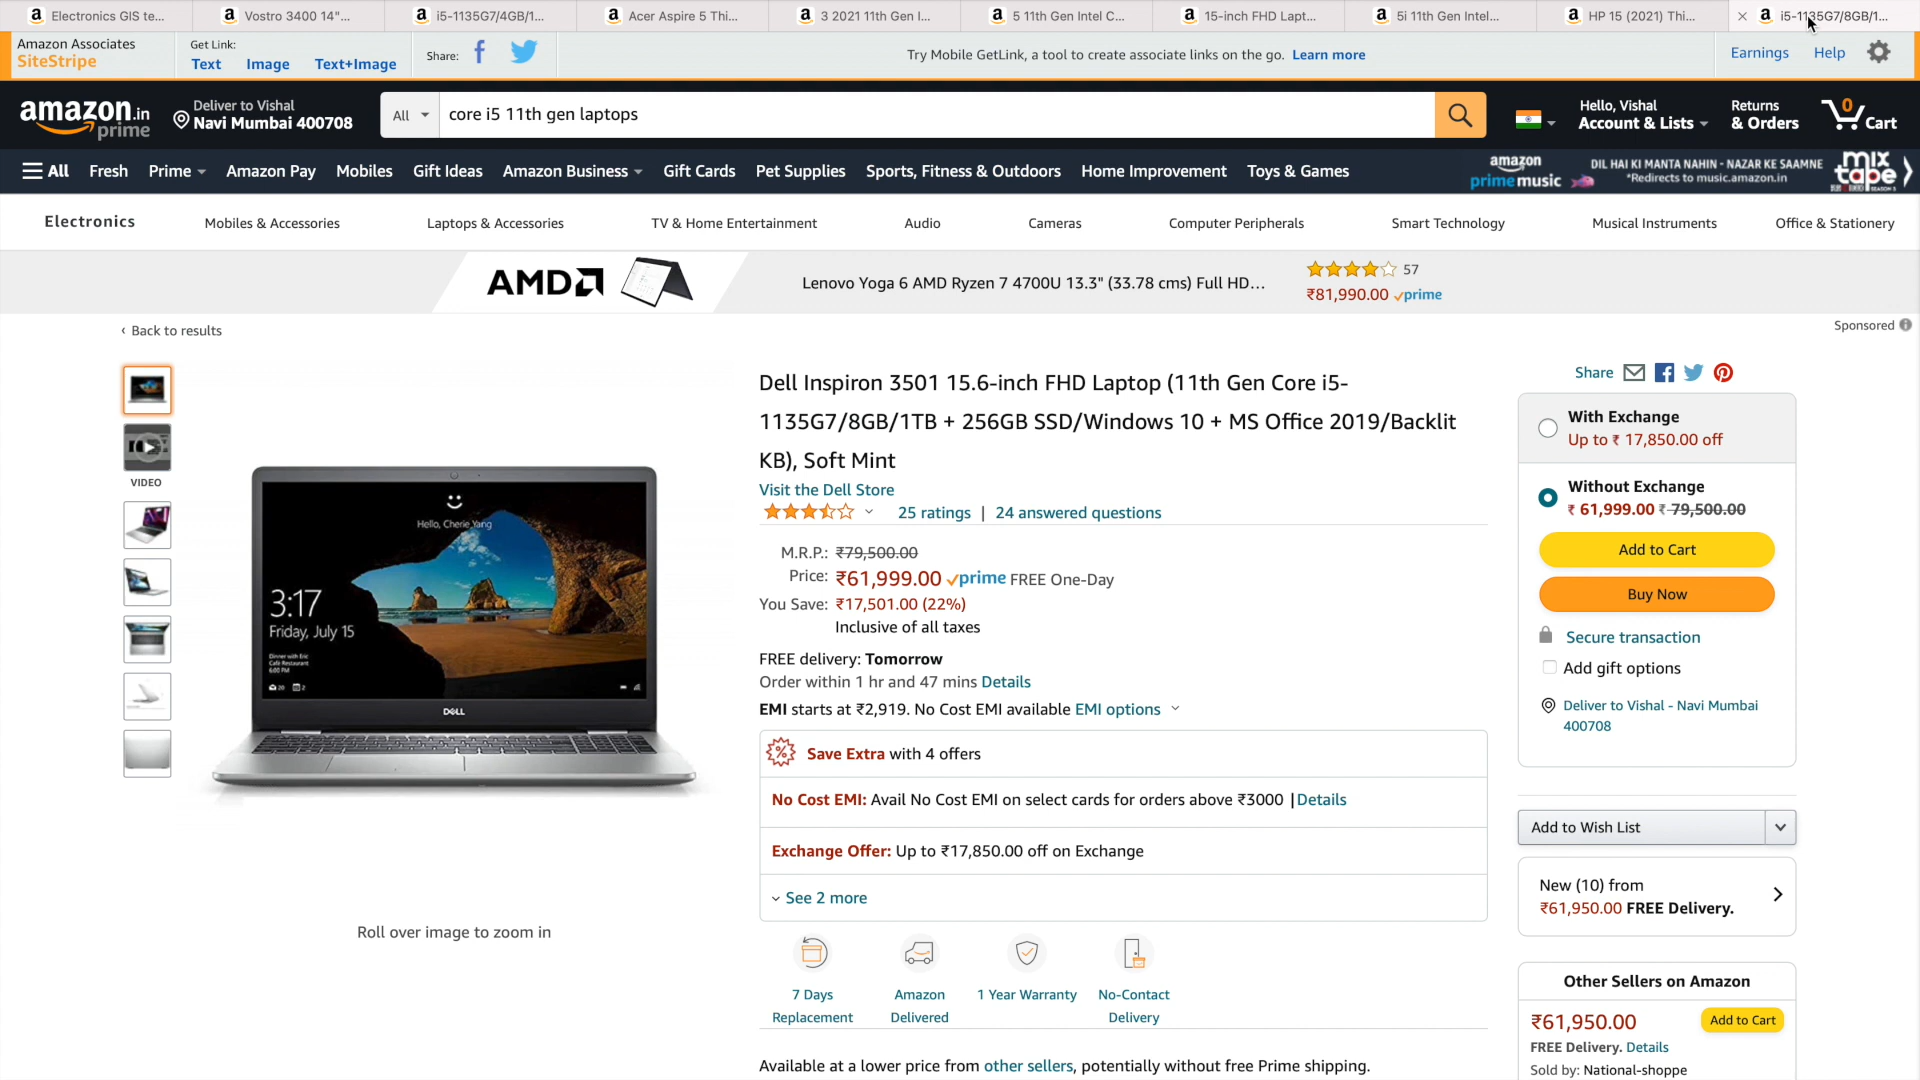 Electronics GIS te...
Vostro 3400 14"...
i5-1135G7/4GB/1...
Acer Aspire 5 Thi...
3 2021 11th Gen I...
5 11th Gen Intel C...
15-inch FHD Lapt...
5i 11th Gen Intel...
HP 15 (2021) Thi...
i5-1135G7/8GB/1...
Amazon Associates
SiteStripe
Get Link:
Text Image Text+Image
Share:
Try Mobile GetLink, a tool to create associate links on the go. Learn more
Earnings
Help
amazon.in
prime
Deliver to Vishal
Navi Mumbai 400708
All
core i5 11th gen laptops
Hello, Vishal
Account & Lists
Returns
& Orders
0
Cart
All
Fresh
Prime
Amazon Pay
Mobiles
Gift Ideas
Amazon Business
Gift Cards
Pet Supplies
Sports, Fitness & Outdoors
Home Improvement
Toys & Games
amazon
prime music
DIL HAI KI MANTA NAHIN - NAZAR KE SAAMNE
*Redirects to music.amazon.in
mix
tape
Electronics
Mobiles & Accessories
Laptops & Accessories
TV & Home Entertainment
Audio
Cameras
Computer Peripherals
Smart Technology
Musical Instruments
Office & Stationery
AMD
Lenovo Yoga 6 AMD Ryzen 7 4700U 13.3" (33.78 cms) Full HD...
57
₹81,990.00 prime
‹ Back to results
Sponsored
VIDEO
Hello, Cherie Yang
3:17
Friday, July 15
Dinner with Eric
Café Restaurant
6:00 PM
DELL
Roll over image to zoom in
Dell Inspiron 3501 15.6-inch FHD Laptop (11th Gen Core i5-
1135G7/8GB/1TB + 256GB SSD/Windows 10 + MS Office 2019/Backlit
KB), Soft Mint
Visit the Dell Store
25 ratings | 24 answered questions
M.R.P.: ₹79,500.00
Price: ₹61,999.00 prime FREE One-Day
You Save: ₹17,501.00 (22%)
Inclusive of all taxes
FREE delivery: Tomorrow
Order within 1 hr and 47 mins Details
EMI starts at ₹2,919. No Cost EMI available EMI options
Save Extra with 4 offers
No Cost EMI: Avail No Cost EMI on select cards for orders above ₹3000 |Details
Exchange Offer: Up to ₹17,850.00 off on Exchange
See 2 more
7 Days
Replacement
Amazon
Delivered
1 Year Warranty
No-Contact
Delivery
Available at a lower price from other sellers, potentially without free Prime shipping.
Share
With Exchange
Up to ₹ 17,850.00 off
Without Exchange
₹ 61,999.00 ₹ 79,500.00
Add to Cart
Buy Now
Secure transaction
Add gift options
Deliver to Vishal - Navi Mumbai
400708
Add to Wish List
New (10) from
₹61,950.00 FREE Delivery.
Other Sellers on Amazon
₹61,950.00
Add to Cart
FREE Delivery. Details
Sold by: National-shoppe